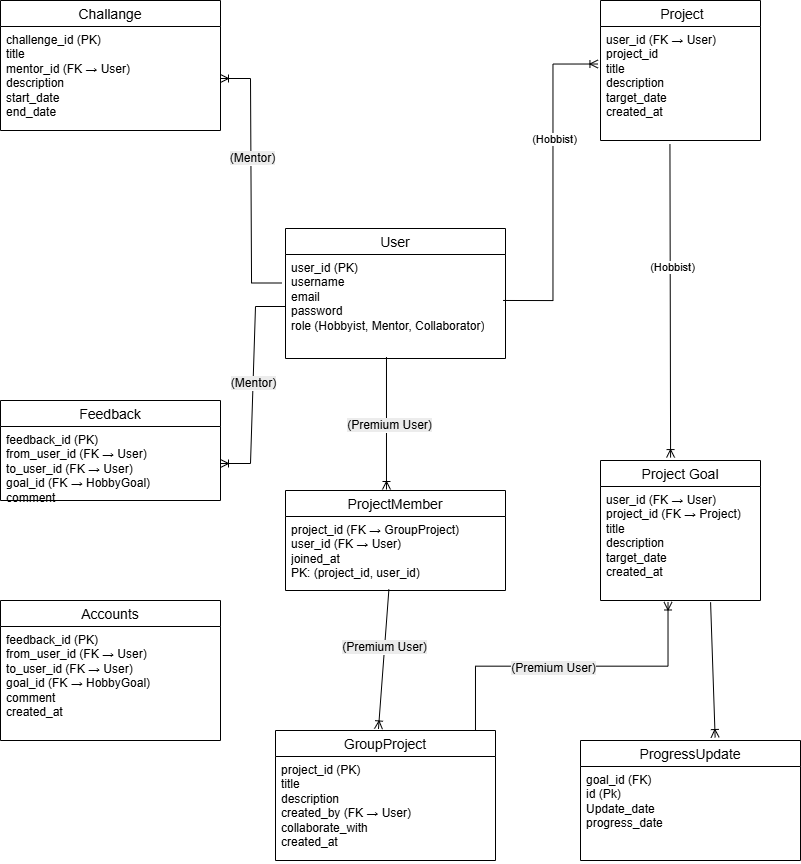 Challange
challenge_id (PK)
title
mentor_id (FK → User)
description
start_date
end_date
Project
user_id (FK → User)
project_id
title
description
target_date
created_at
(Mentor)
(Hobbist)
User
user_id (PK)
username
email
password
role (Hobbyist, Mentor, Collaborator)
(Hobbist)
(Mentor)
(Premium User)
Feedback
feedback_id (PK)
from_user_id (FK → User)
to_user_id (FK → User)
goal_id (FK → HobbyGoal)
comment
ProjectMember
project_id (FK → GroupProject)
user_id (FK → User)
joined_at
PK: (project_id, user_id)
Project Goal
user_id (FK → User)
project_id (FK → Project)
title
description
target_date
created_at
Accounts
feedback_id (PK)
from_user_id (FK → User)
to_user_id (FK → User)
goal_id (FK → HobbyGoal)
comment
created_at
(Premium User)
(Premium User)
GroupProject
project_id (PK)
title
description
created_by (FK → User)
collaborate_with
created_at
ProgressUpdate
goal_id (FK)
id (Pk)
Update_date
progress_date